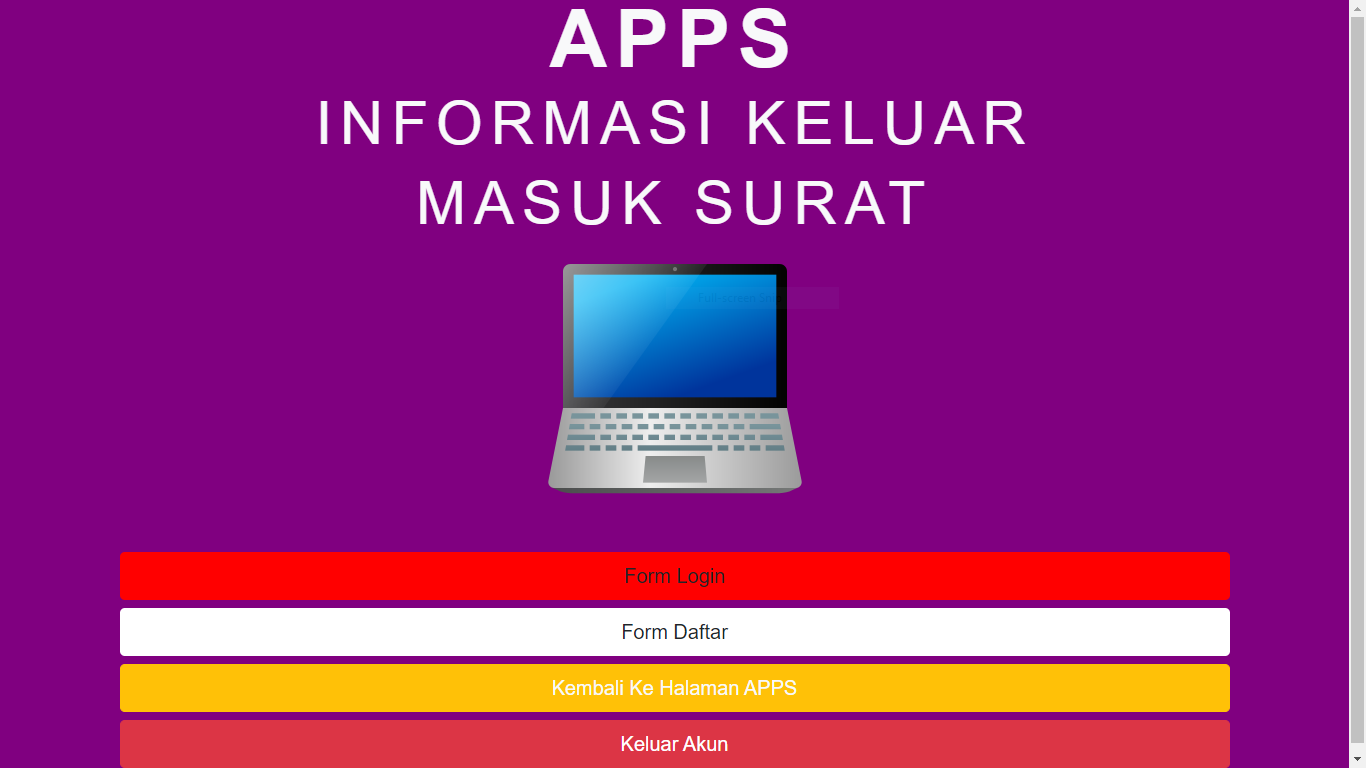 APPS
INFORMASI KELUAR
MASUK SURAT
Form Login
Form Daftar
Kembali Ke Halaman APPS
Keluar Akun